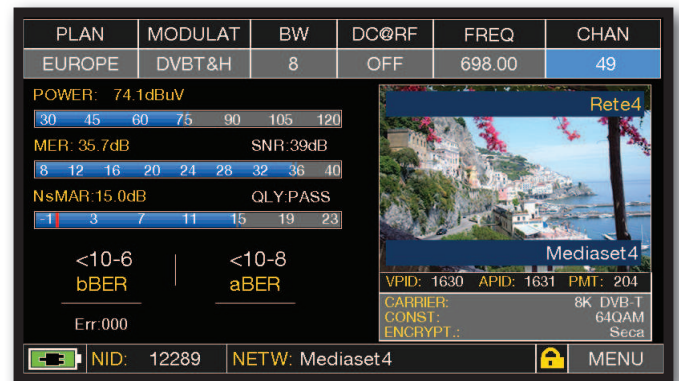 PLAN MODULAT BW DC@RF FREQ CHAN
EUROPE DVBT&H 8 OFF 698.00 49
POWER: 74.1dBuV
30 45 60 75 90 105 120
MER: 35.7dB SNR:39dB
8 12 16 20 24 28 32 36 40
NsMAR:15.0dB QLY:PASS
-1 3 7 11 15 19 23
<10-6 <10-8
bBER aBER
Err:000
Rete4
Mediaset4
VPID: 1630 APID: 1631 PMT: 204
CARRIER: 8K DVB-T
CONST: 64QAM
ENCRYPT.: Seca
NID: 12289 NETW: Mediaset4 MENU